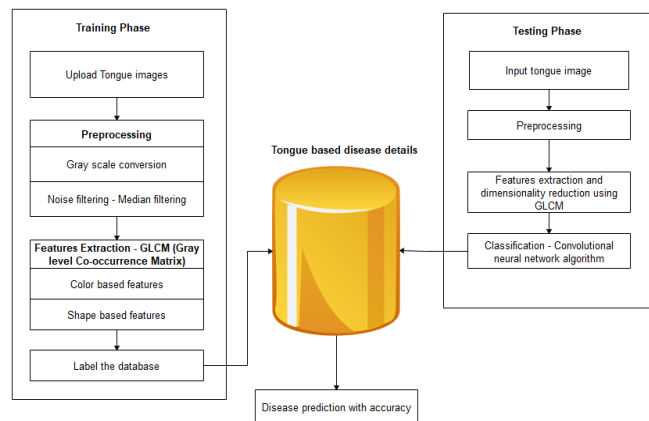 Training Phase
Upload Tongue images
Preprocessing
Gray scale conversion
Noise filtering - Median filtering
Features Extraction - GLCM (Gray
level Co-occurrence Matrix)
Color based features
Shape based features
Label the database
Tongue based disease details
Disease prediction with accuracy
Testing Phase
Input tongue image
Preprocessing
Features extraction and
dimensionality reduction using
GLCM
Classification - Convolutional
neural network algorithm